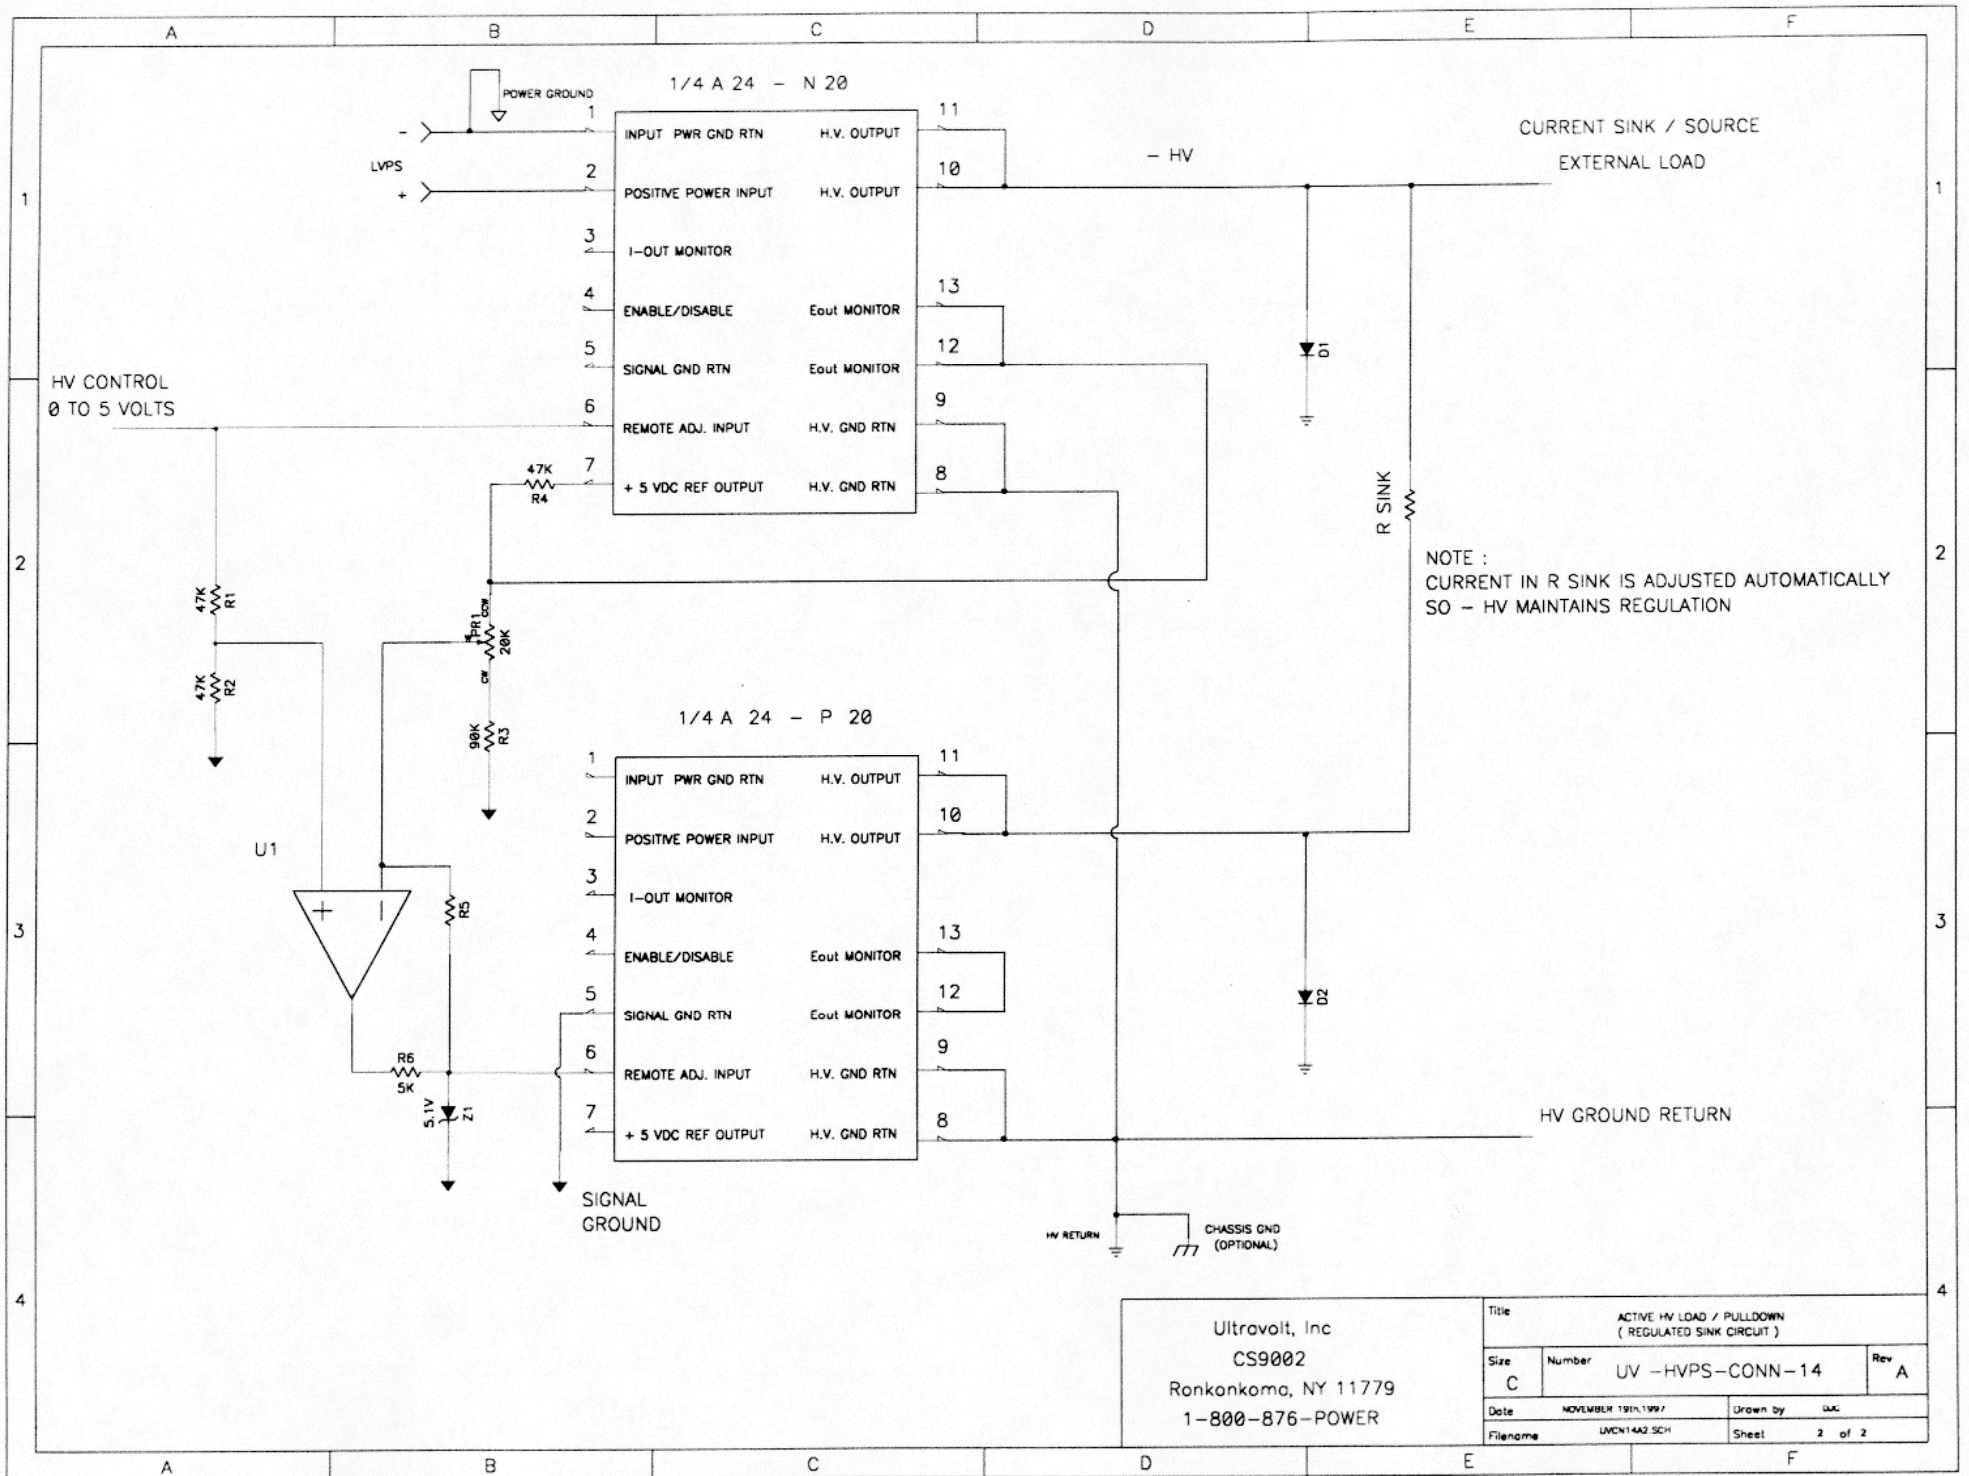 A B C D E F
1/4 A 24 - N 20
POWER GROUND
-
LVPS
+
1 INPUT PWR GND RTN H.V. OUTPUT 11
2 POSITIVE POWER INPUT H.V. OUTPUT 10
3 I-OUT MONITOR
4 ENABLE/DISABLE Eout MONITOR 13
5 SIGNAL GND RTN Eout MONITOR 12
6 REMOTE ADJ. INPUT H.V. GND RTN 9
7 + 5 VDC REF OUTPUT H.V. GND RTN 8
- HV
CURRENT SINK / SOURCE
EXTERNAL LOAD
1 1
D1
HV CONTROL
0 TO 5 VOLTS
47K
R4
R SINK
2 2
NOTE :
CURRENT IN R SINK IS ADJUSTED AUTOMATICALLY
SO - HV MAINTAINS REGULATION
47K
R1
47K
R2
CCW
PR1
20K
CW
90K
R3
1/4 A 24 - P 20
1 INPUT PWR GND RTN H.V. OUTPUT 11
2 POSITIVE POWER INPUT H.V. OUTPUT 10
3 I-OUT MONITOR
4 ENABLE/DISABLE Eout MONITOR 13
5 SIGNAL GND RTN Eout MONITOR 12
6 REMOTE ADJ. INPUT H.V. GND RTN 9
7 + 5 VDC REF OUTPUT H.V. GND RTN 8
U1
+ -
R5
3 3
D2
R6
5K
5.1V
Z1
SIGNAL
GROUND
HV GROUND RETURN
HV RETURN
CHASSIS GND
(OPTIONAL)
4 4
Ultravolt, Inc
CS9002
Ronkonkoma, NY 11779
1-800-876-POWER
Title
ACTIVE HV LOAD / PULLDOWN
( REGULATED SINK CIRCUIT )
Size
C
Number
UV -HVPS-CONN-14
Rev
A
Date NOVEMBER 19th,1997
Drawn by
Filename UVCN14A2.SCH
Sheet 2 of 2
A B C D E F